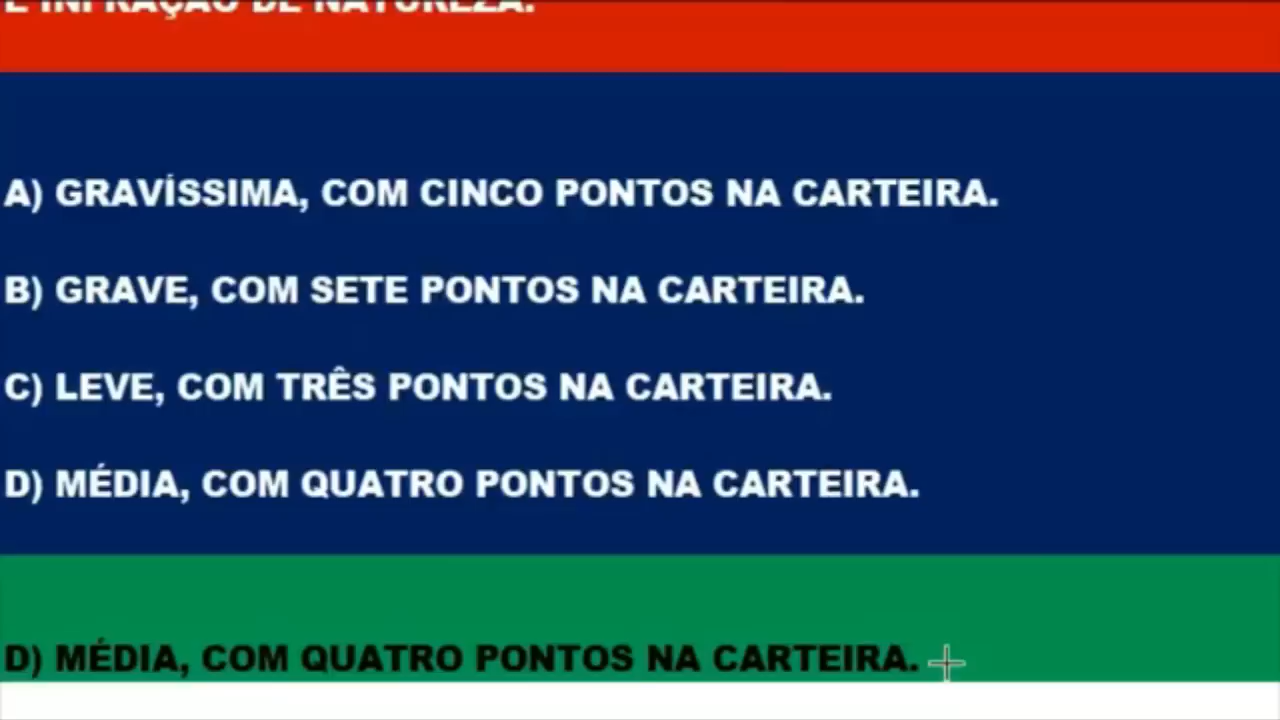 É INFRAÇÃO DE NATUREZA:
A) GRAVÍSSIMA, COM CINCO PONTOS NA CARTEIRA.
B) GRAVE, COM SETE PONTOS NA CARTEIRA.
C) LEVE, COM TRÊS PONTOS NA CARTEIRA.
D) MÉDIA, COM QUATRO PONTOS NA CARTEIRA.
D) MÉDIA, COM QUATRO PONTOS NA CARTEIRA.